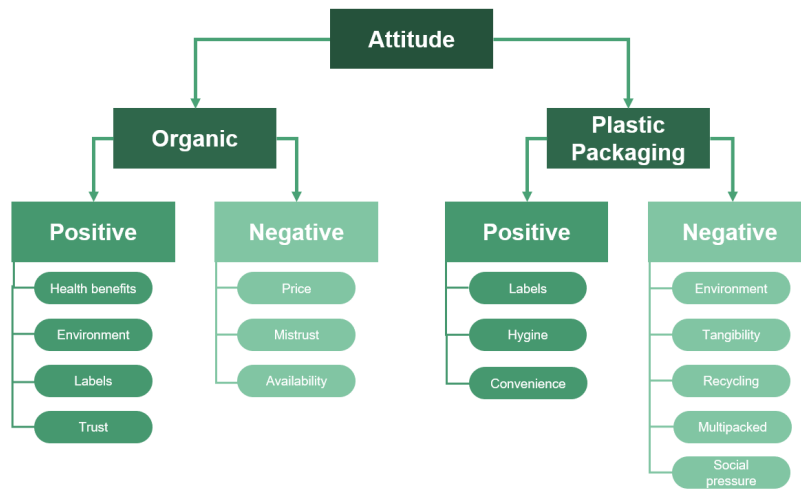 Attitude
Organic
Plastic
Packaging
Positive
Negative
Positive
Negative
Health benefits
Environment
Labels
Trust
Price
Mistrust
Availability
Labels
Hygine
Convenience
Environment
Tangibility
Recycling
Multipacked
Social
pressure